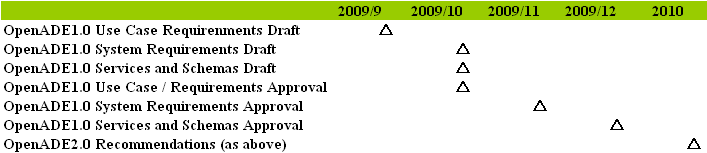 2009/9 2009/10 2009/11 2009/12 2010
OpenADE1.0 Use Case Requirenments Draft
OpenADE1.0 System Requirements Draft
OpenADE1.0 Services and Schemas Draft
OpenADE1.0 Use Case / Requirements Approval
OpenADE1.0 System Requirements Approval
OpenADE1.0 Services and Schemas Approval
OpenADE2.0 Recommendations (as above)